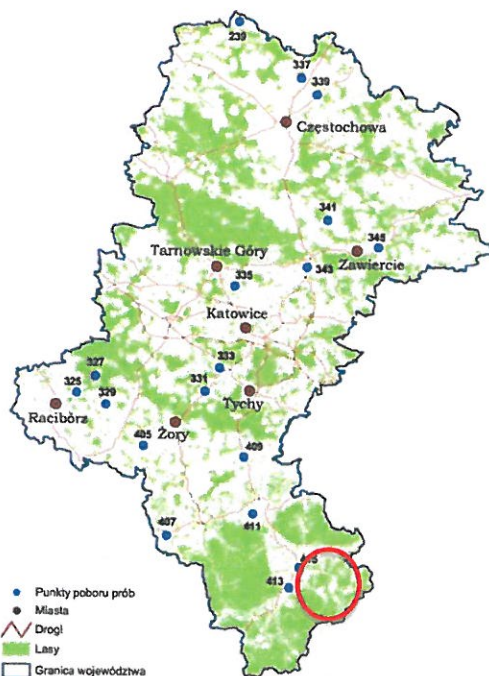 239
337
339
Częstochowa
341
345
Tarnowskie Góry
Zawiercie
343
335
Katowice
333
327
325
331
Tychy
329
Racibórz
Żory
405
409
411
407
413
Punkty poboru prób
Miasta
Drogi
Lasy
Granica województwa